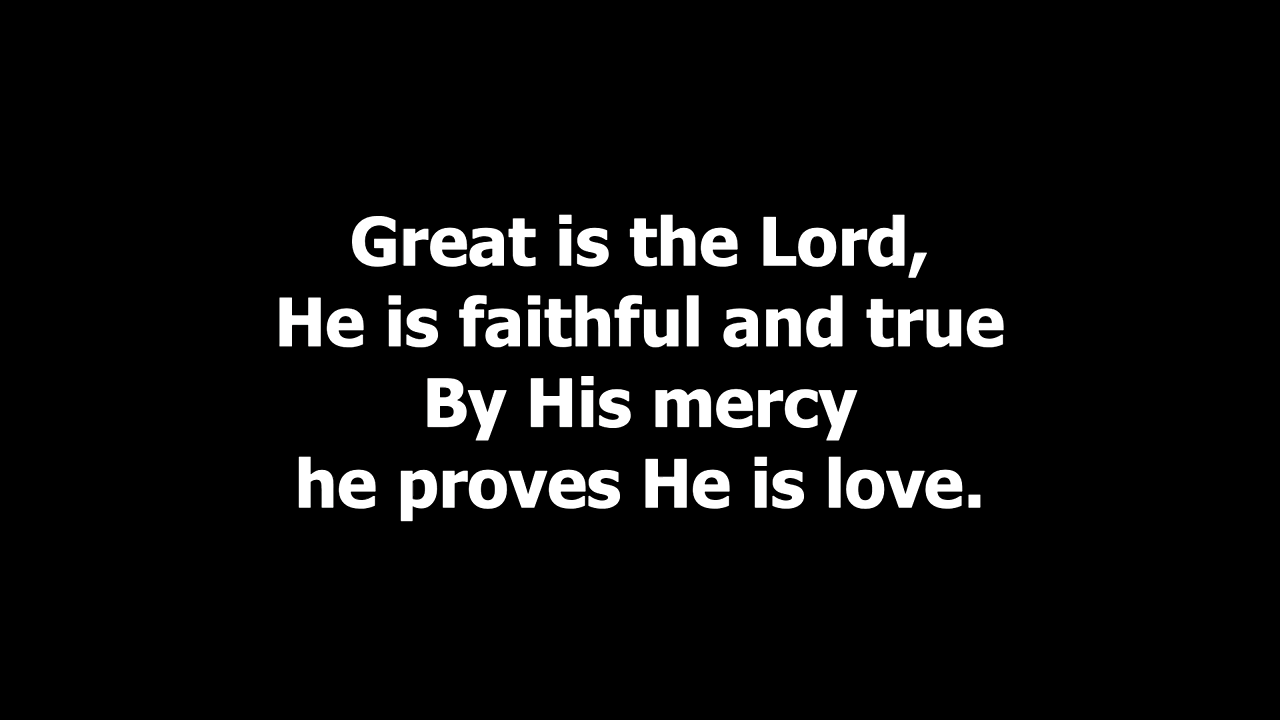 Great is the Lord,
He is faithful and true
By His mercy
he proves He is love.